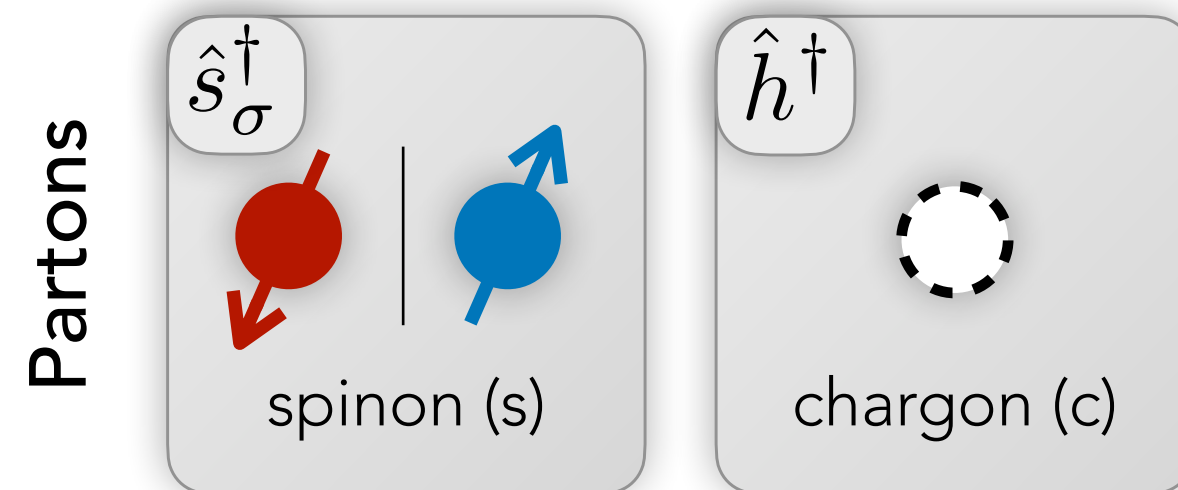 Partons
ŝ†σ
ĥ†
spinon (s)
chargon (c)